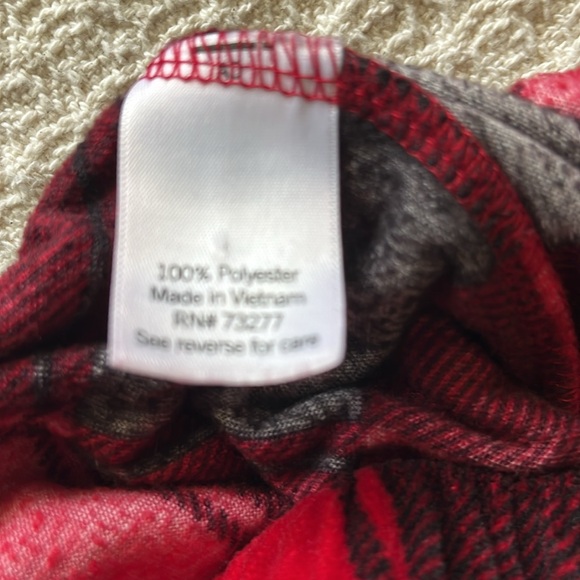 100% Polyester
Made in Vietnam
RN# 73277
See reverse for care